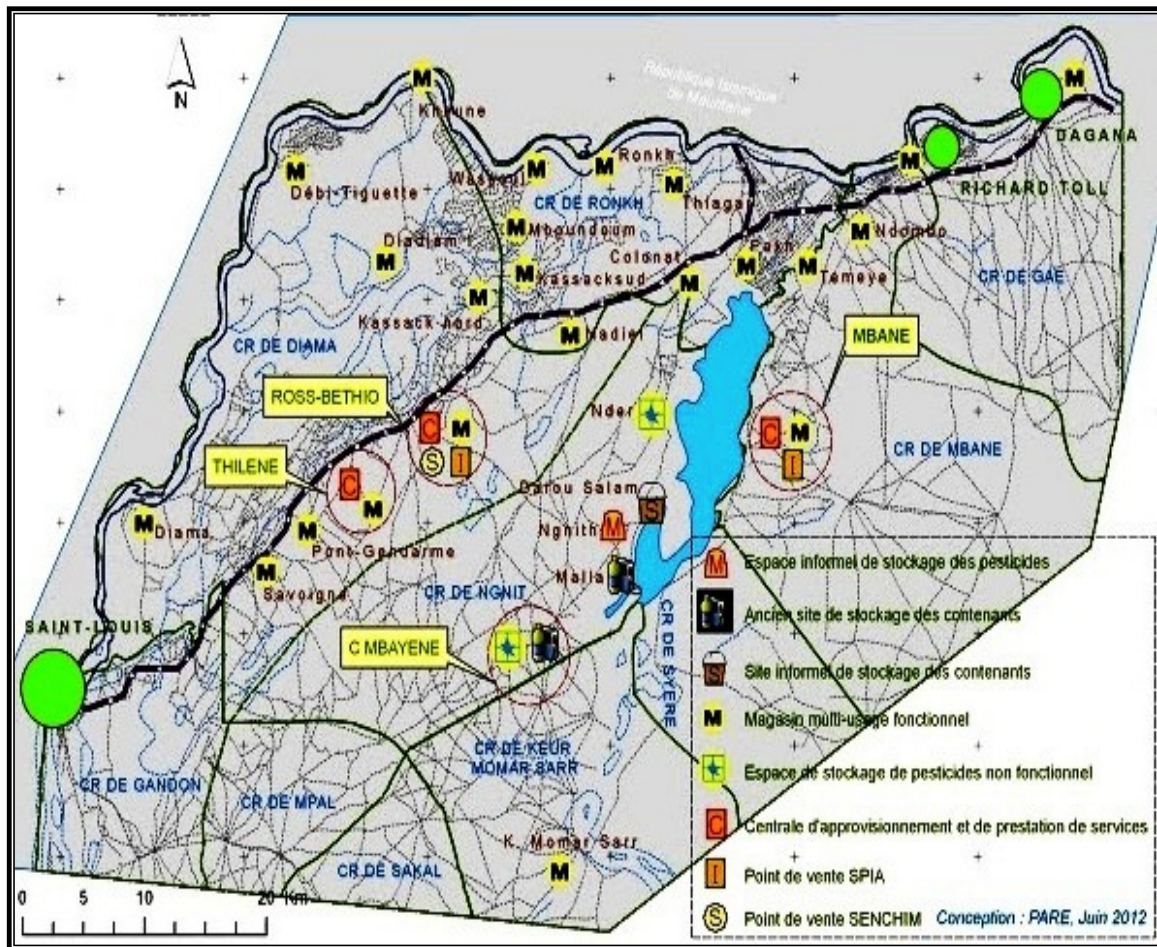 République Islamique
de Mauritanie
N
M
Khoune
M
DAGANA
M
Débi-Tiguette
M
M
Ronkh
M
RICHARD TOLL
CR DE RONKH
M
Thiagar
M
Mboundoum
M
Ndombo
M
Diadiam I
M
Kassacksud
Colonat
M
M
Pakh
M
Temeye
CR DE GAE
M
Kassack-Nord
M
Nadiel
CR DE DIAMA
MBANE
ROSS-BETHIO
C
M
S
I
Nder
C
M
I
CR DE MBANE
THILENE
C
M
Darou Salam
S
M
Diama
M
Pont-Gendarme
Ngnith
M
M
Savoigne
Malla
CR DE NGNIT
SAINT-LOUIS
C MBAYENE
CR DE SYERE
CR DE GANDON
CR DE MPAL
CR DE KEUR
MOMAR SARR
CR DE SAKAL
K. Momar Sarr
M
0 5 10 20 Km
M Espace informel de stockage des pesticides
Ancien site de stockage des contenants
S Site informel de stockage des contenants
M Magasin multi-usage fonctionnel
Espace de stockage de pesticides non fonctionnel
C Centrale d'approvisionnement et de prestation de services
I Point de vente SPIA
S Point de vente SENCHIM
Conception : PARE, Juin 2012